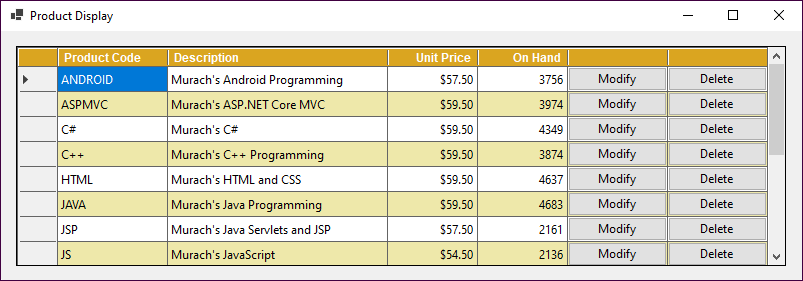 Product Display
Product Code Description Unit Price On Hand
ANDROID Murach's Android Programming $57.50 3756 Modify Delete
ASPMVC Murach's ASP.NET Core MVC $59.50 3974 Modify Delete
C# Murach's C# $59.50 4349 Modify Delete
C++ Murach's C++ Programming $59.50 3874 Modify Delete
HTML Murach's HTML and CSS $59.50 4637 Modify Delete
JAVA Murach's Java Programming $59.50 4683 Modify Delete
JSP Murach's Java Servlets and JSP $57.50 2161 Modify Delete
JS Murach's JavaScript $54.50 2136 Modify Delete